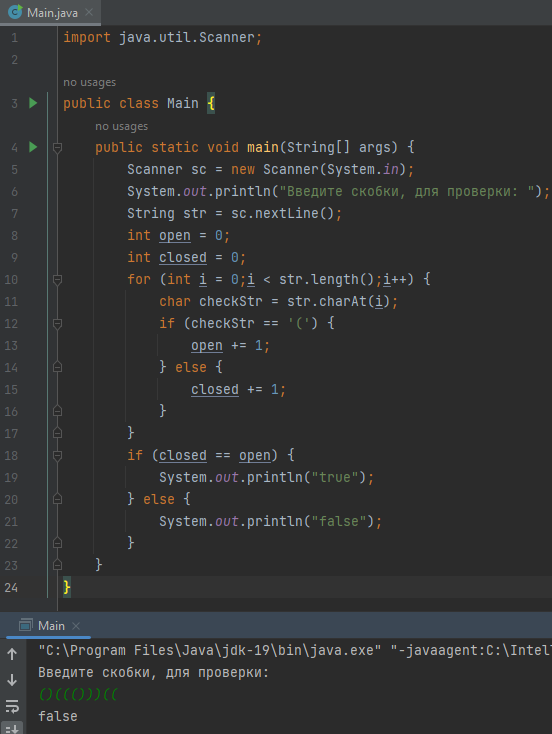 Main.java
1 import java.util.Scanner;
2
no usages
3 public class Main {
no usages
4 public static void main(String[] args) {
5 Scanner sc = new Scanner(System.in);
6 System.out.println("Введите скобки, для проверки: ");
7 String str = sc.nextLine();
8 int open = 0;
9 int closed = 0;
10 for (int i = 0;i < str.length();i++) {
11 char checkStr = str.charAt(i);
12 if (checkStr == '(') {
13 open += 1;
14 } else {
15 closed += 1;
16 }
17 }
18 if (closed == open) {
19 System.out.println("true");
20 } else {
21 System.out.println("false");
22 }
23 }
24 }
Main
"C:\Program Files\Java\jdk-19\bin\java.exe" "-javaagent:C:\Intell
Введите скобки, для проверки:
()((()))((
false